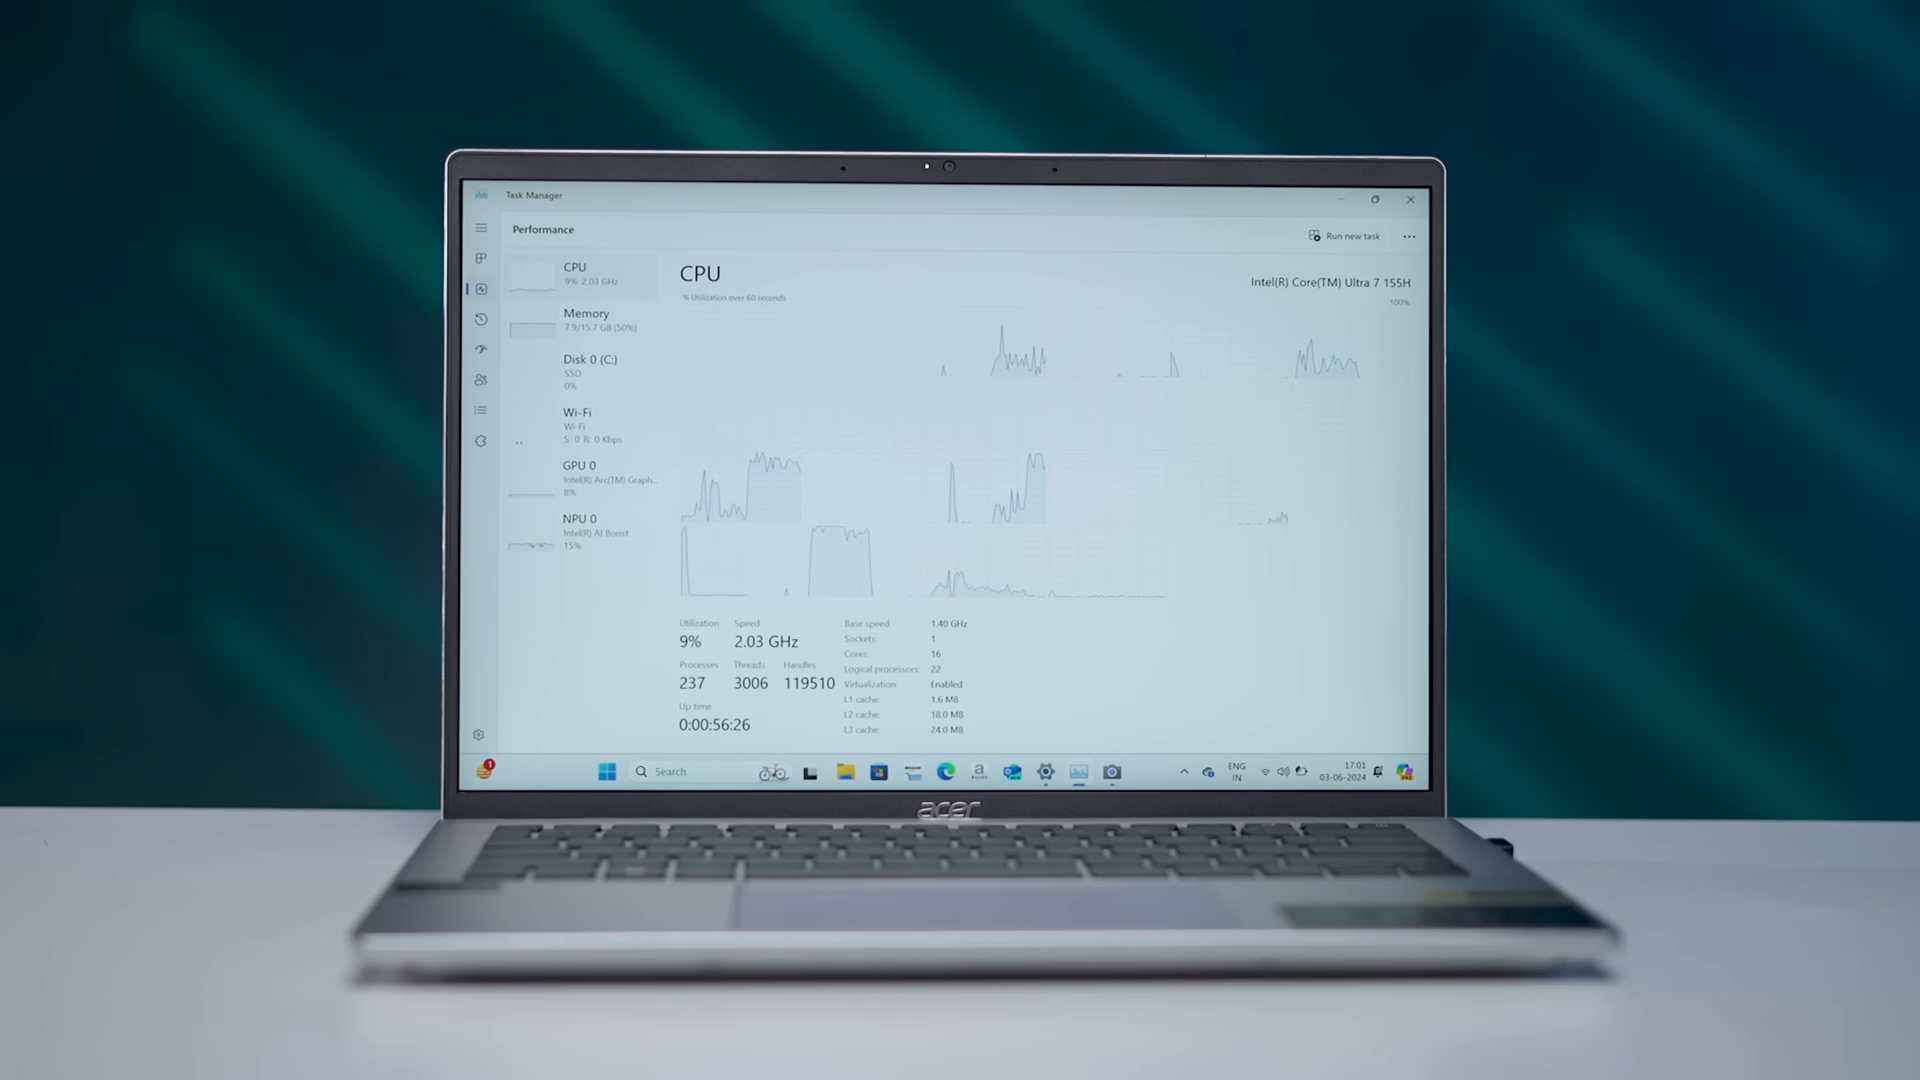 Task Manager
Performance
Run new task
CPU
9% 2.03 GHz
Memory
7.9/15.7 GB (50%)
Disk 0 (C:)
SSD
0%
Wi-Fi
Wi-Fi
S: 0 R: 0 Kbps
GPU 0
Intel(R) Arc(TM) Graph...
8%
NPU 0
Intel(R) AI Boost
15%
CPU
Intel(R) Core(TM) Ultra 7 155H
% Utilization over 60 seconds
100%
Utilization Speed
9% 2.03 GHz
Processes Threads Handles
237 3006 119510
Up time
0:00:56:26
Base speed: 1.40 GHz
Sockets: 1
Cores: 16
Logical processors: 22
Virtualization: Enabled
L1 cache: 1.6 MB
L2 cache: 18.0 MB
L3 cache: 24.0 MB
1
Search
ENG
IN
17:01
03-06-2024
acer